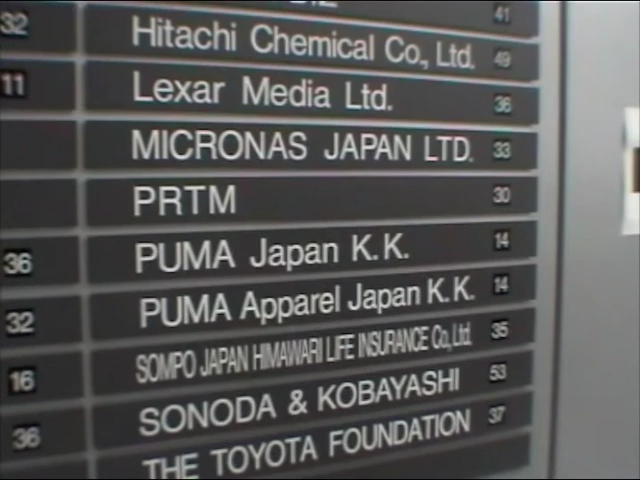 41
32 Hitachi Chemical Co., Ltd. 49
11 Lexar Media Ltd. 36
MICRONAS JAPAN LTD. 33
PRTM 30
36 PUMA Japan K.K. 14
32 PUMA Apparel Japan K.K. 14
16 SOMPO JAPAN HIMAWARI LIFE INSURANCE Co., Ltd. 35
36 SONODA & KOBAYASHI 53
THE TOYOTA FOUNDATION 37